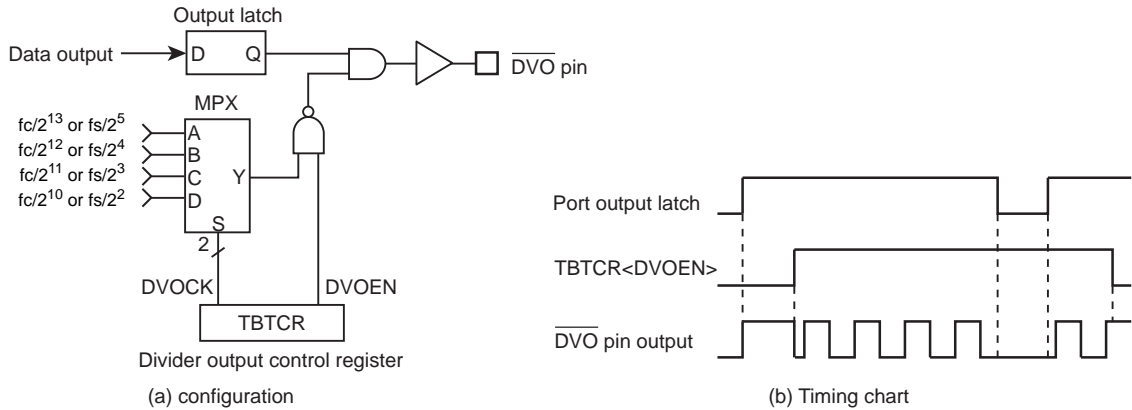 Output latch
Data output
D Q
DVO pin
MPX
fc/2^13 or fs/2^5
fc/2^12 or fs/2^4
fc/2^11 or fs/2^3
fc/2^10 or fs/2^2
A
B
C
D
Y
S
2
DVOCK
DVOEN
TBTCR
Divider output control register
(a) configuration
Port output latch
TBTCR<DVOEN>
DVO pin output
(b) Timing chart